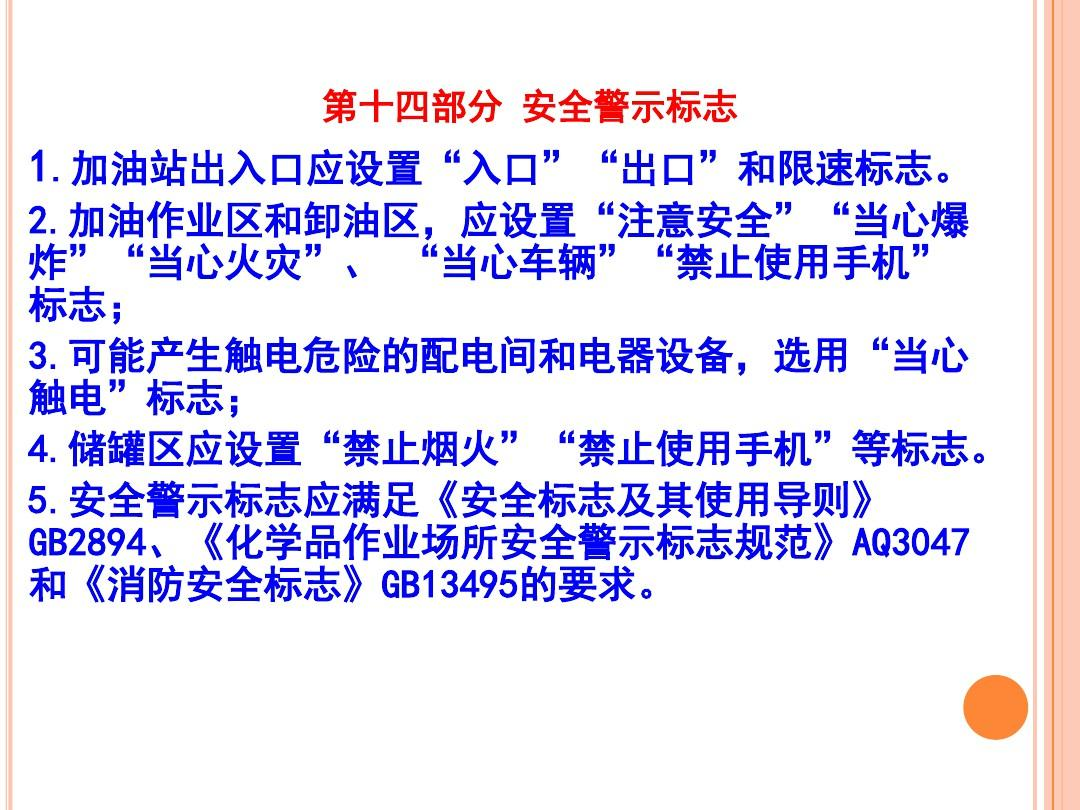 第十四部分 安全警示标志
1.加油站出入口应设置“入口”“出口”和限速标志。
2.加油作业区和卸油区，应设置“注意安全”“当心爆
炸”“当心火灾”、 “当心车辆”“禁止使用手机”
标志；
3.可能产生触电危险的配电间和电器设备，选用“当心
触电”标志；
4.储罐区应设置“禁止烟火”“禁止使用手机”等标志。
5.安全警示标志应满足《安全标志及其使用导则》
GB2894、《化学品作业场所安全警示标志规范》AQ3047
和《消防安全标志》GB13495的要求。